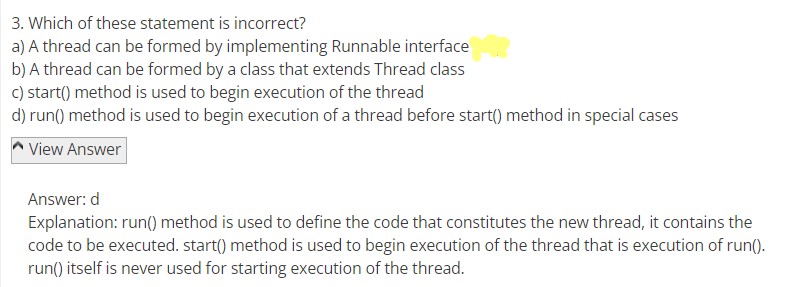 3. Which of these statement is incorrect?
a) A thread can be formed by implementing Runnable interface
b) A thread can be formed by a class that extends Thread class
c) start() method is used to begin execution of the thread
d) run() method is used to begin execution of a thread before start() method in special cases
View Answer
Answer: d
Explanation: run() method is used to define the code that constitutes the new thread, it contains the
code to be executed. start() method is used to begin execution of the thread that is execution of run().
run() itself is never used for starting execution of the thread.